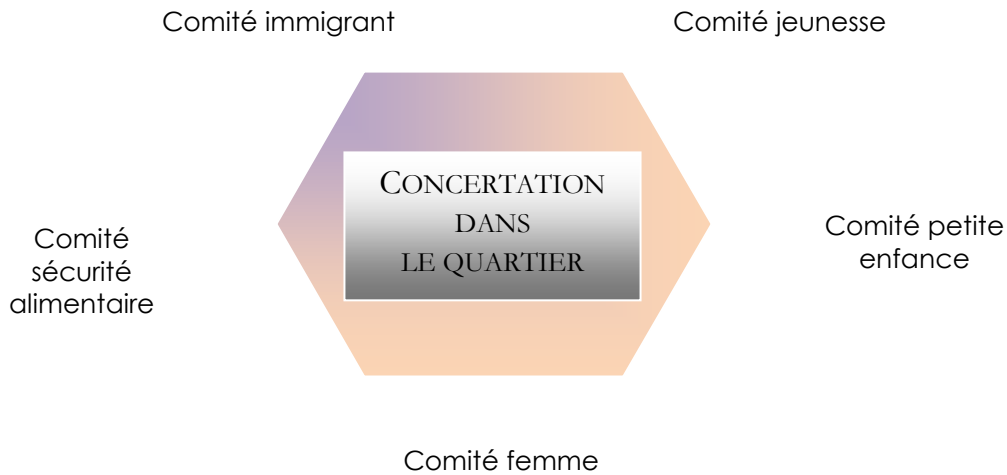 Comité immigrant
Comité jeunesse
CONCERTATION
DANS
LE QUARTIER
Comité
sécurité
alimentaire
Comité petite
enfance
Comité femme